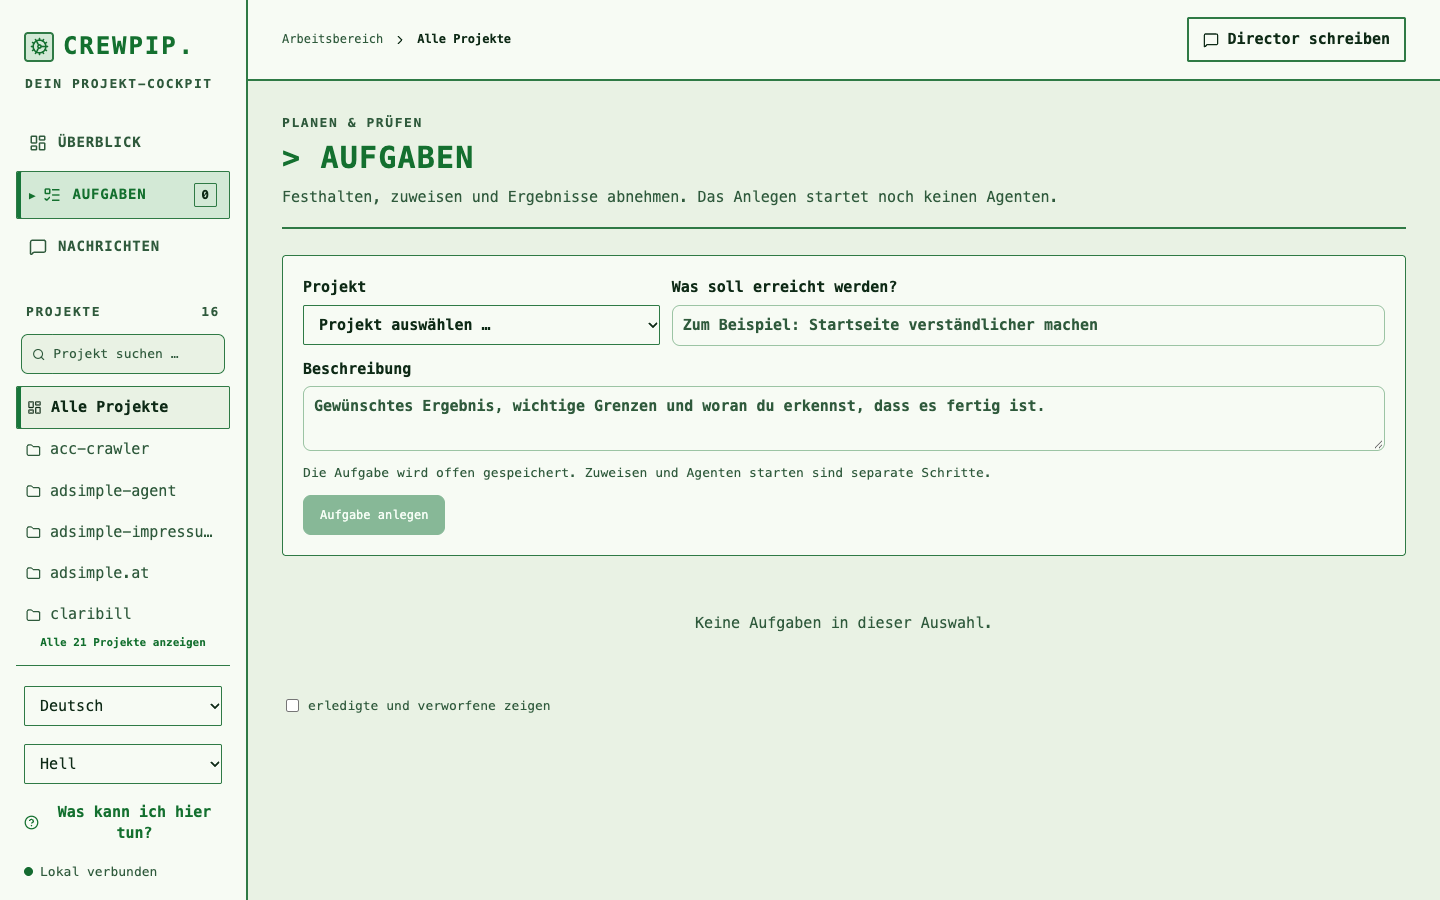 CREWPIP.
DEIN PROJEKT-COCKPIT
ÜBERBLICK
▸ AUFGABEN 0
NACHRICHTEN
PROJEKTE 16
Projekt suchen …
Alle Projekte
acc-crawler
adsimple-agent
adsimple-impressu…
adsimple.at
claribill
Alle 21 Projekte anzeigen
Deutsch
Hell
Was kann ich hier
tun?
Lokal verbunden
Arbeitsbereich > Alle Projekte
Director schreiben
PLANEN & PRÜFEN
> AUFGABEN
Festhalten, zuweisen und Ergebnisse abnehmen. Das Anlegen startet noch keinen Agenten.
Projekt
Projekt auswählen …
Was soll erreicht werden?
Zum Beispiel: Startseite verständlicher machen
Beschreibung
Gewünschtes Ergebnis, wichtige Grenzen und woran du erkennst, dass es fertig ist.
Die Aufgabe wird offen gespeichert. Zuweisen und Agenten starten sind separate Schritte.
Aufgabe anlegen
Keine Aufgaben in dieser Auswahl.
erledigte und verworfene zeigen